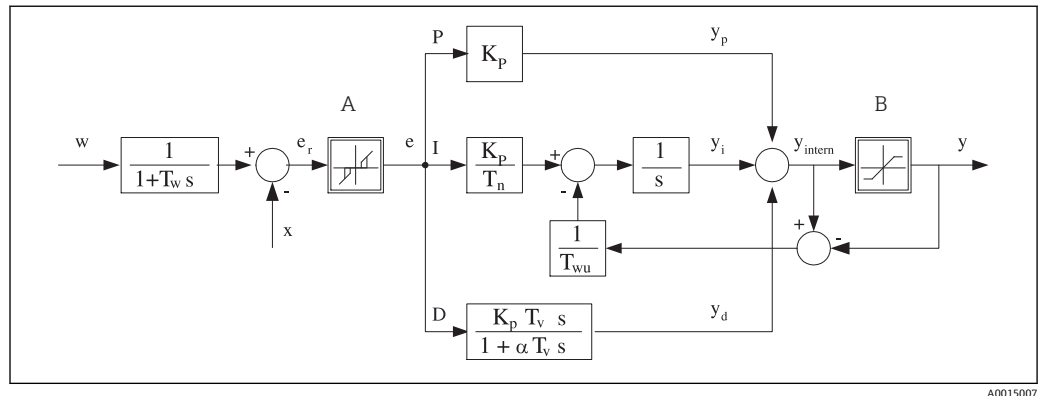 P
K_P
y_p
A
B
w
1
1+T_w s
+
-
e_r
e
I
K_P
T_n
+
-
1
s
y_i
y_intern
y
x
1
T_wu
+
-
D
K_p T_v s
1 + α T_v s
y_d
A0015007